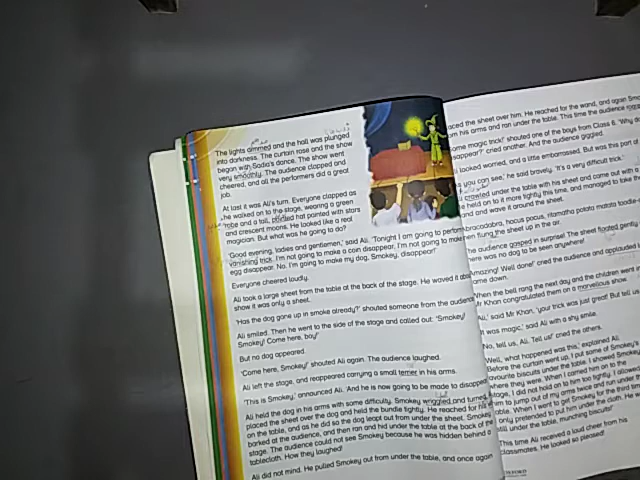 The lights dimmed and the hall was plunged
into darkness. The curtain rose and the show
began with Sadia's dance. The show went
very smoothly. The audience clapped and
cheered, and all the performers did a great
job.
At last it was Ali's turn. Everyone clapped as
he walked on to the stage, wearing a green
robe and a tall, pointed hat painted with stars
and crescent moons. He looked like a real
magician. But what was he going to do?
'Good evening, ladies and gentlemen,' said Ali. 'Tonight I am going to perform
vanishing trick. I'm not going to make a coin disappear, I'm not going to make
egg disappear. No. I'm going to make my dog, Smokey, disappear!'
Everyone cheered loudly.
Ali took a large sheet from the table at the back of the stage. He waved it
show it was only a sheet.
'Has the dog gone up in smoke already?' shouted someone from the audience
Ali smiled. Then he went to the side of the stage and called out: 'Smokey!
Smokey! Come here, boy!'
But no dog appeared.
'Come here, Smokey!' shouted Ali again. The audience laughed.
Ali left the stage, and reappeared carrying a small terrier in his arms.
'This is Smokey,' announced Ali. 'And he is now going to be made to disappear
Ali held the dog in his arms with some difficulty. Smokey wriggled and turned
placed the sheet over the dog and held the bundle tightly. He reached for his
on the table, and as he did so the dog leapt out from under the sheet. Smokey
barked at the audience, and then ran and hid under the table at the back of the
stage. The audience could not see Smokey because he was hidden behind a
tablecloth. How they laughed!
Ali did not mind. He pulled Smokey out from under the table, and once again
placed the sheet over him. He reached for the wand, and again
his arms and ran under the table. This time the audience
some magic trick!' shouted one of the boys from Class 6. 'Why
disappear?' cried another. And the audience giggled.
looked worried, and a little embarrassed. But was this part of
you can see,' he said bravely. 'It's a very difficult trick.'
crawled under the table with his sheet and came out with a
he held on to it more tightly this time, and managed to take the
and wave it around the sheet.
abracadabra, hocus pocus,
then flung the sheet up in the air.
The audience gasped in surprise! The sheet floated gently
There was no dog to be seen anywhere!
'Amazing! Well done!' cried the audience and applauded
came down.
When the bell rang the next day and the children went
Mr Khan congratulated them on a marvellous show.
'Ali,' said Mr Khan, 'your trick was just great! But tell us
'It was magic,' said Ali with a shy smile.
'No, tell us, Ali. Tell us!' cried the others.
'Well, what happened was this,' explained Ali.
'Before the curtain went up, I put some of Smokey's
favourite biscuits under the table. I showed Smokey
where they were. When I carried him on to the
stage, I did not hold on to him too tightly. I allowed
him to jump out of my arms twice and run under
table. When I went to get Smokey for the third time
only pretended to put him under the cloth. He
still under the table, munching biscuits!'
This time Ali received a loud cheer from his
classmates. He looked so pleased!
OXFORD